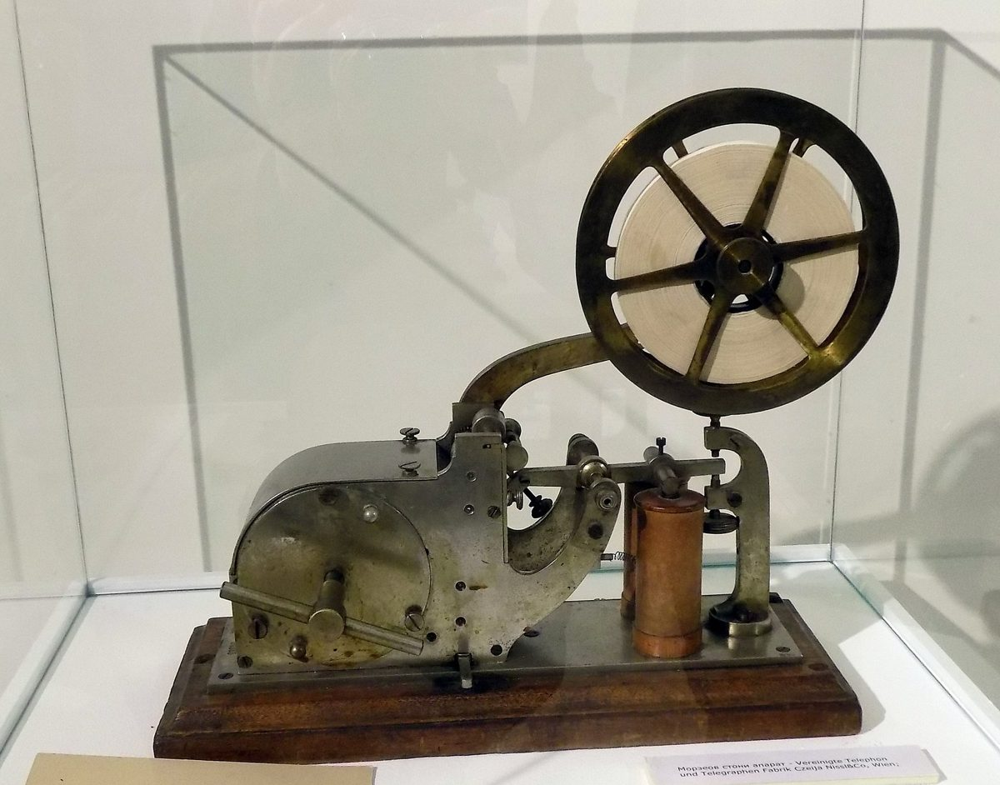 Морзеов стони апарат - Vereinigte Telephon
und Telegraphen Fabrik Czeija Nissl&Co, Wien;